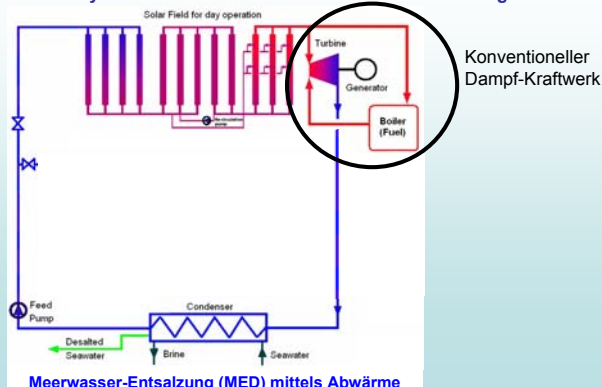 Solar Field for day operation
Turbine
Generator
Konventioneller
Dampf-Kraftwerk
Boiler
(Fuel)
Feed
Pump
Condenser
Desalted
Seawater
Brine
Seawater
Meerwasser-Entsalzung (MED) mittels Abwärme